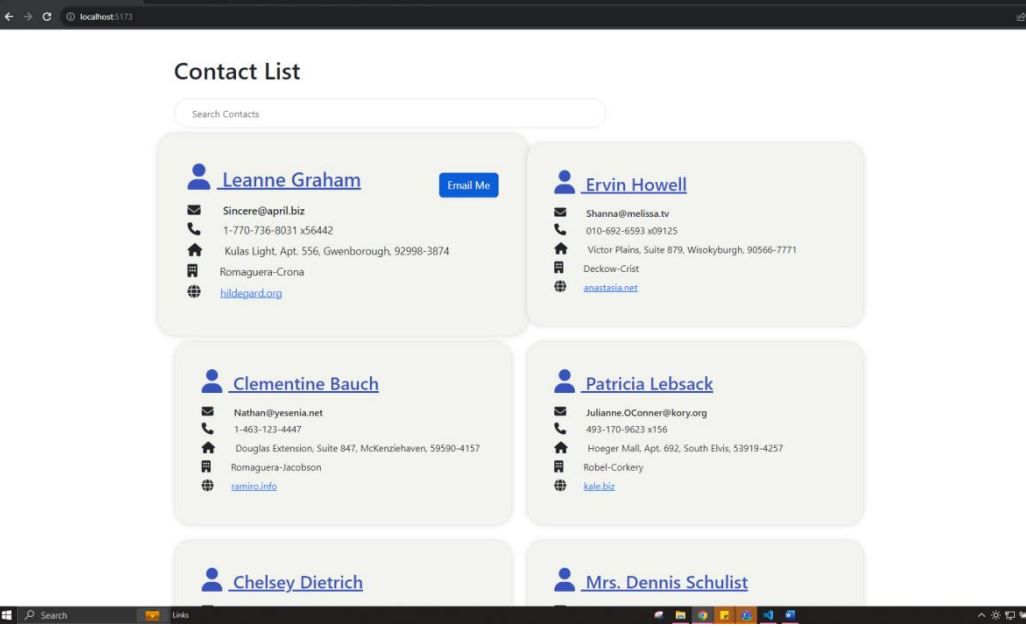 localhost:5173
Contact List
Search Contacts
Leanne Graham
Email Me
Sincere@april.biz
1-770-736-8031 x56442
Kulas Light, Apt. 556, Gwenborough, 92998-3874
Romaguera-Crona
hildegard.org
Ervin Howell
Shanna@melissa.tv
010-692-6593 x09125
Victor Plains, Suite 879, Wisokyburgh, 90566-7771
Deckow-Crist
anastasia.net
Clementine Bauch
Nathan@yesenia.net
1-463-123-4447
Douglas Extension, Suite 847, McKenziehaven, 59590-4157
Romaguera-Jacobson
ramiro.info
Patricia Lebsack
Julianne.OConner@kory.org
493-170-9623 x156
Hoeger Mall, Apt. 692, South Elvis, 53919-4257
Robel-Corkery
kale.biz
Chelsey Dietrich
Mrs. Dennis Schulist
Search
Links